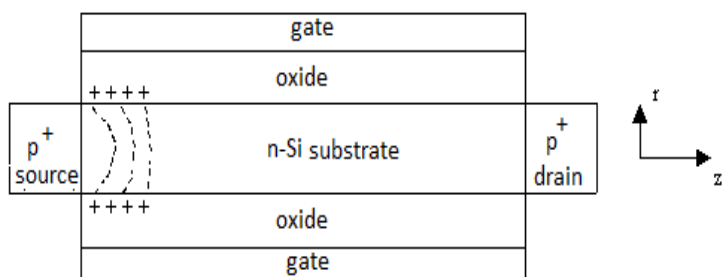 gate
oxide
+ + + +
p+
source
n-Si substrate
p+
drain
r
z
+ + + +
oxide
gate